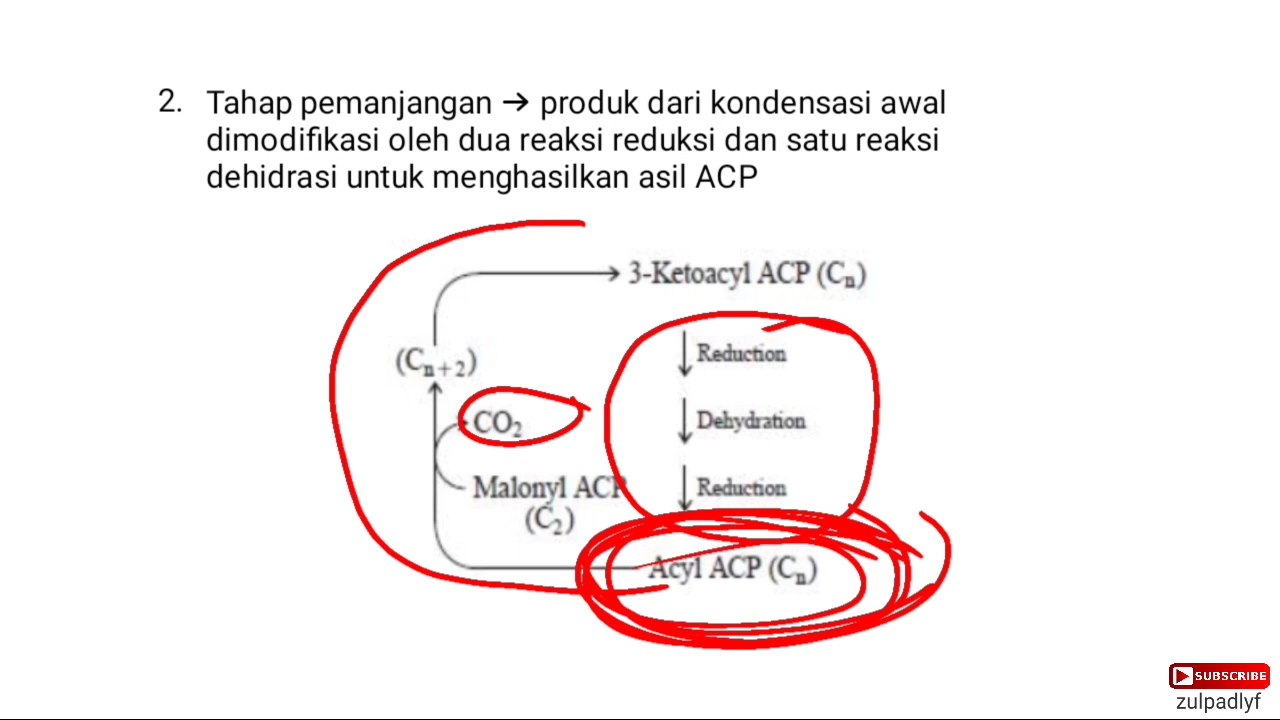 2. Tahap pemanjangan → produk dari kondensasi awal
dimodifikasi oleh dua reaksi reduksi dan satu reaksi
dehidrasi untuk menghasilkan asil ACP
3-Ketoacyl ACP (Cₙ)
Reduction
(Cₙ₊₂)
CO₂
Dehydration
Malonyl ACP
(C₂)
Reduction
Acyl ACP (Cₙ)
SUBSCRIBE
zulpadlyf